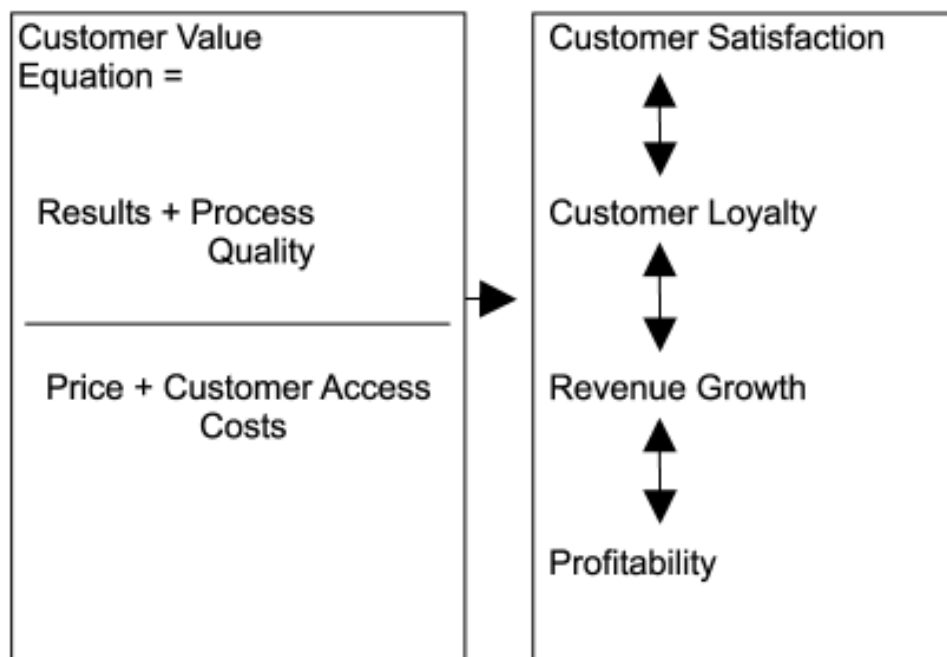 Customer Value
Equation =
Results + Process
Quality
Price + Customer Access
Costs
Customer Satisfaction
Customer Loyalty
Revenue Growth
Profitability